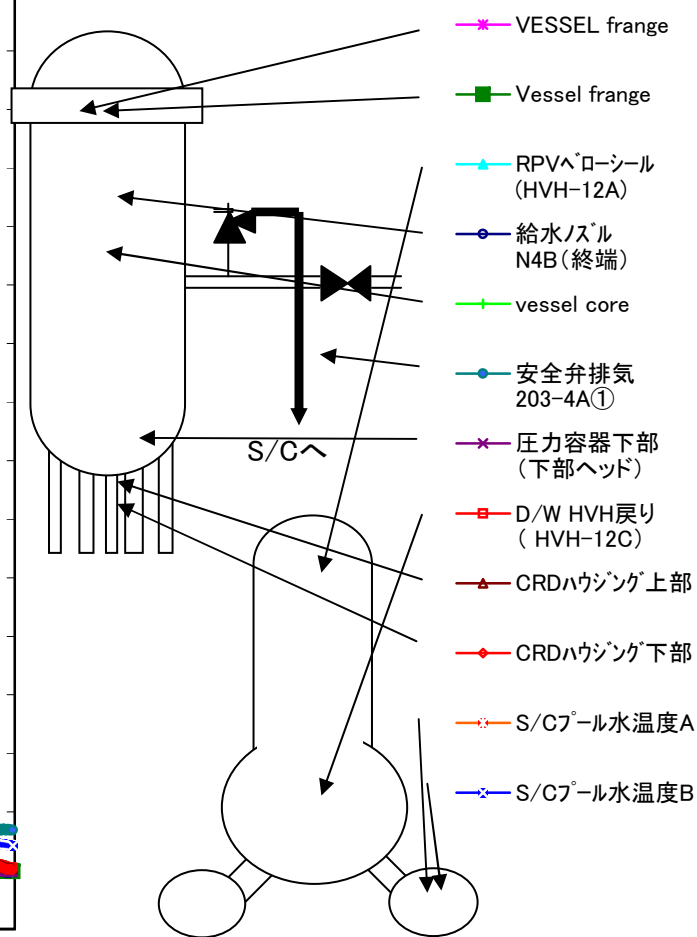 VESSEL frange
Vessel frange
RPVベローシール
(HVH-12A)
給水ノズル
N4B(終端)
vessel core
安全弁排気
203-4A①
圧力容器下部
(下部ヘッド)
D/W HVH戻り
( HVH-12C)
CRDハウジング上部
CRDハウジング下部
S/Cプール水温度A
S/Cプール水温度B
S/Cへ